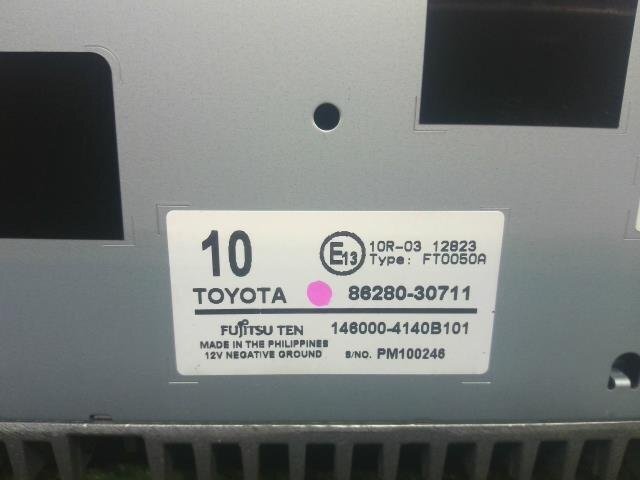 10
E13
10R-03 12823
Type: FT0050A
TOYOTA 86280-30711
FUJITSU TEN 146000-4140B101
MADE IN THE PHILIPPINES
12V NEGATIVE GROUND S/NO. PM100246